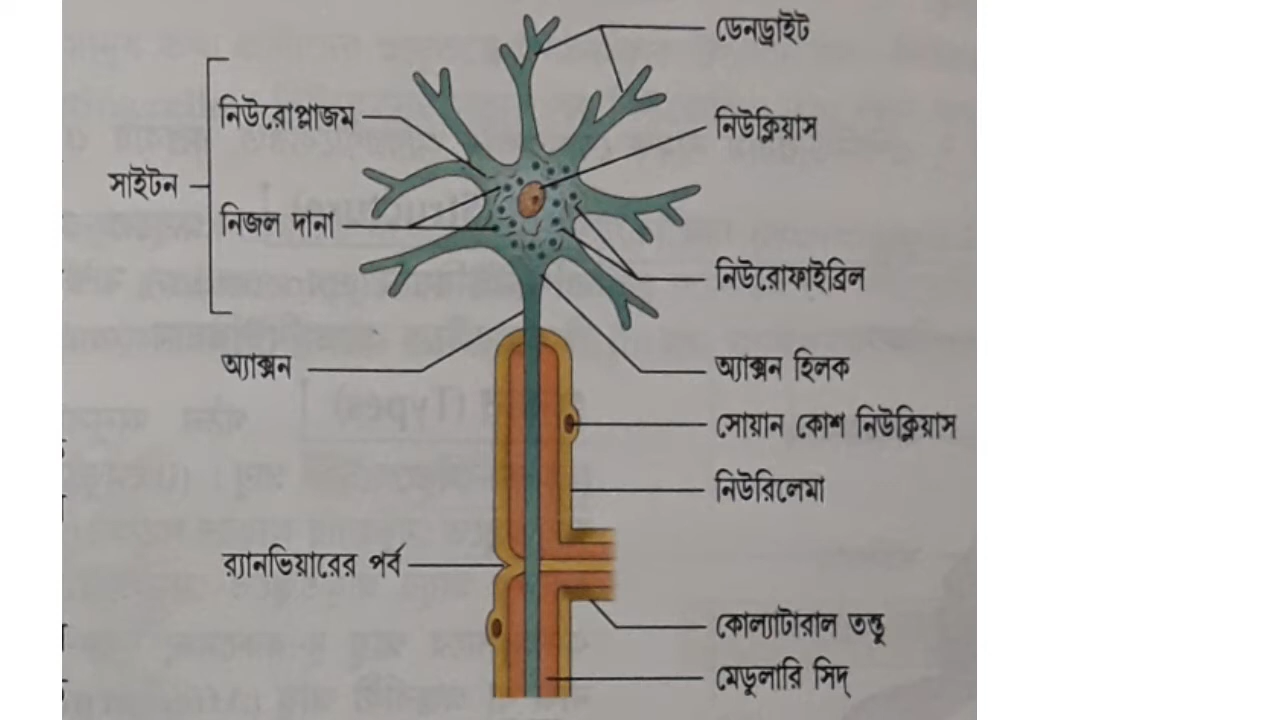 ডেনড্রাইট
নিউরোপ্লাজম
নিউক্লিয়াস
সাইটন
নিজল দানা
নিউরোফাইব্রিল
অ্যাক্সন
অ্যাক্সন হিলক
সোয়ান কোশ নিউক্লিয়াস
নিউরিলেমা
র‍্যানভিয়ারের পর্ব
কোল্যাটারাল তন্তু
মেডুলারি সিদ্